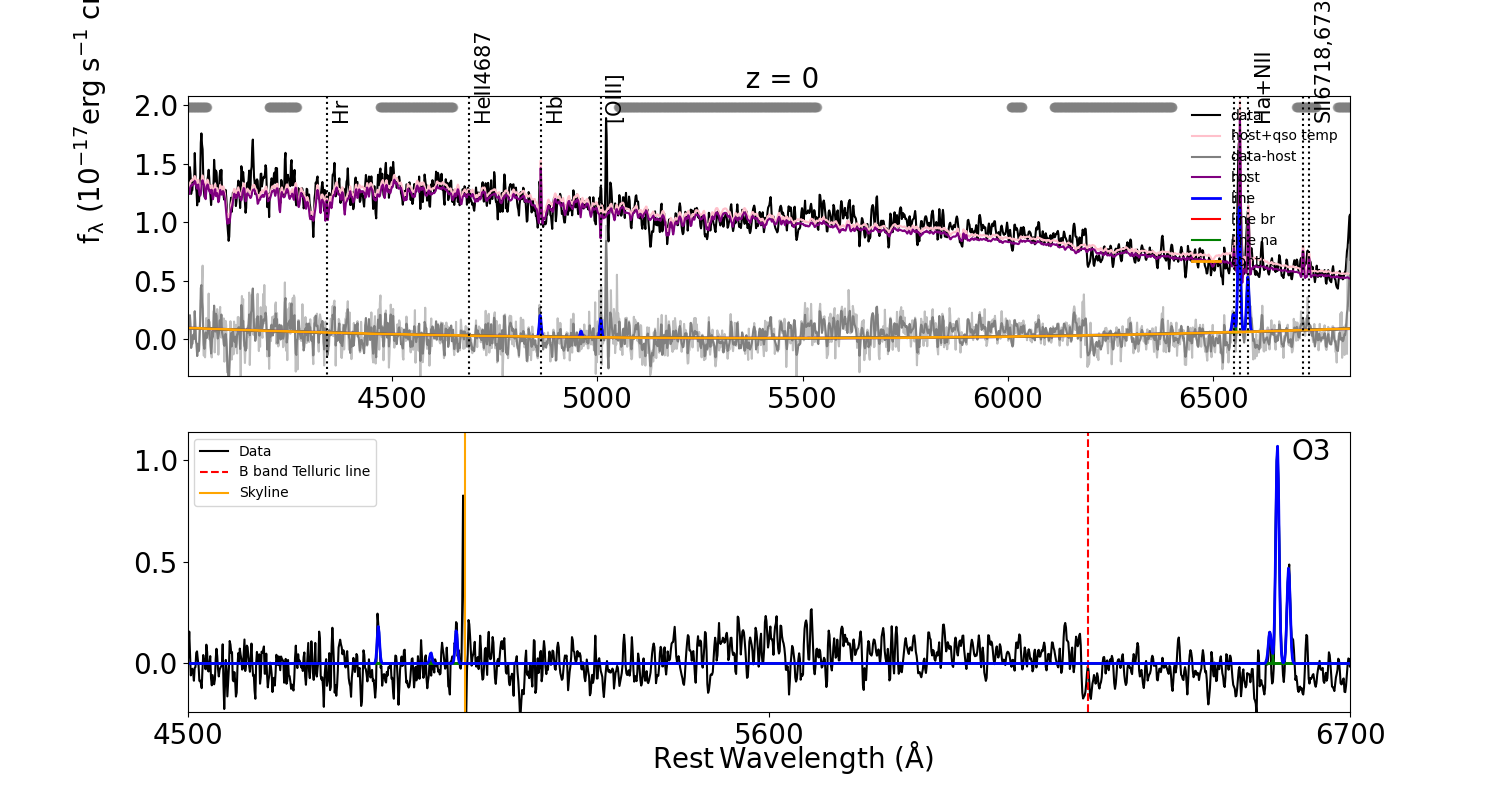 z = 0
f_λ (10^−17 erg s^−1 c
2.0
1.5
1.0
0.5
0.0
Hr
HeII4687
Hb
[OIII]
Ha+NII
SII6718,673
data
host+qso temp
data-host
host
line
line br
line na
4500
5000
5500
6000
6500
1.0
0.5
0.0
Data
B band Telluric line
Skyline
O3
4500
5600
6700
Rest Wavelength (Å)